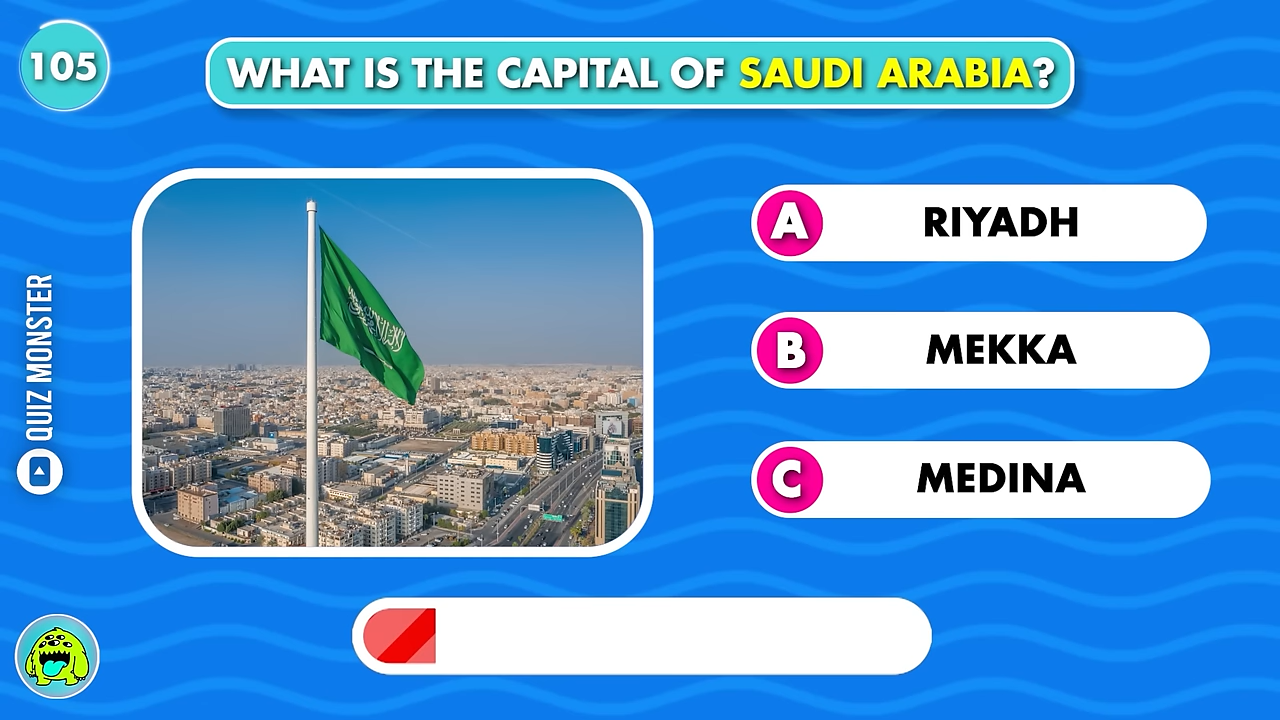 105
WHAT IS THE CAPITAL OF SAUDI ARABIA?
A RIYADH
B MEKKA
C MEDINA
QUIZ MONSTER